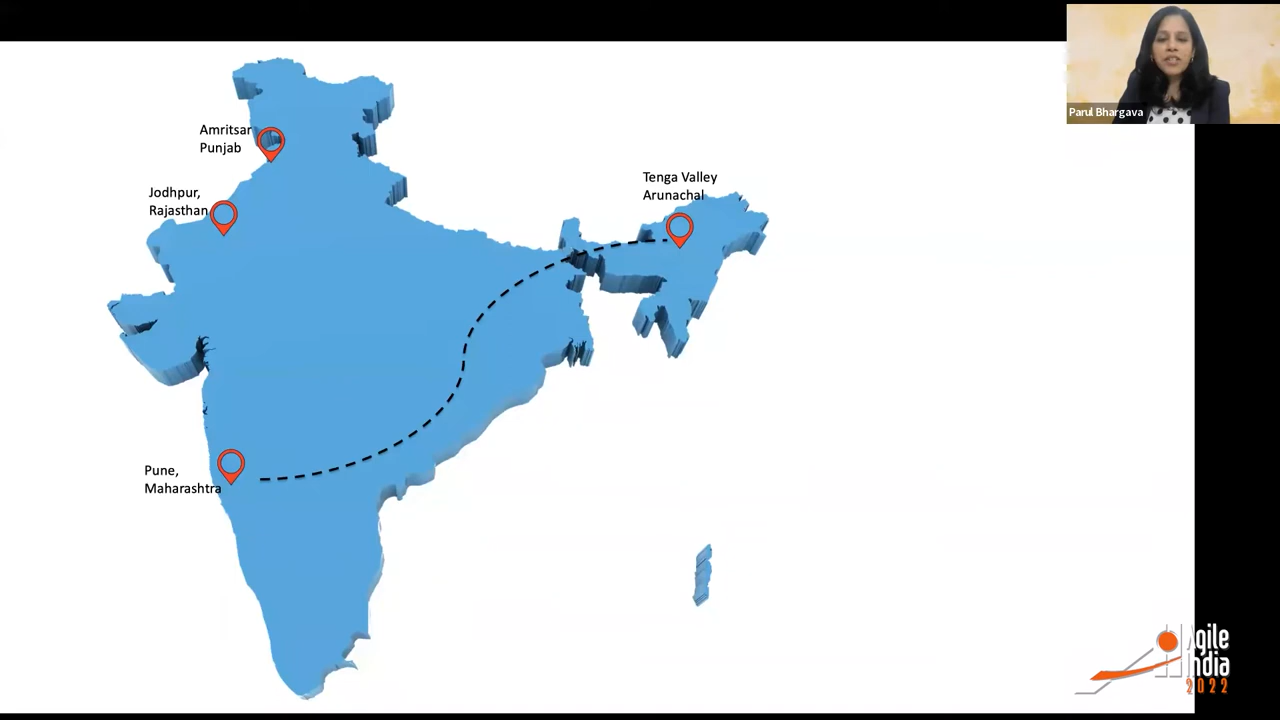 Parul Bhargava
Amritsar
Punjab
Jodhpur,
Rajasthan
Tenga Valley
Arunachal
Pune,
Maharashtra
Agile
India
2022